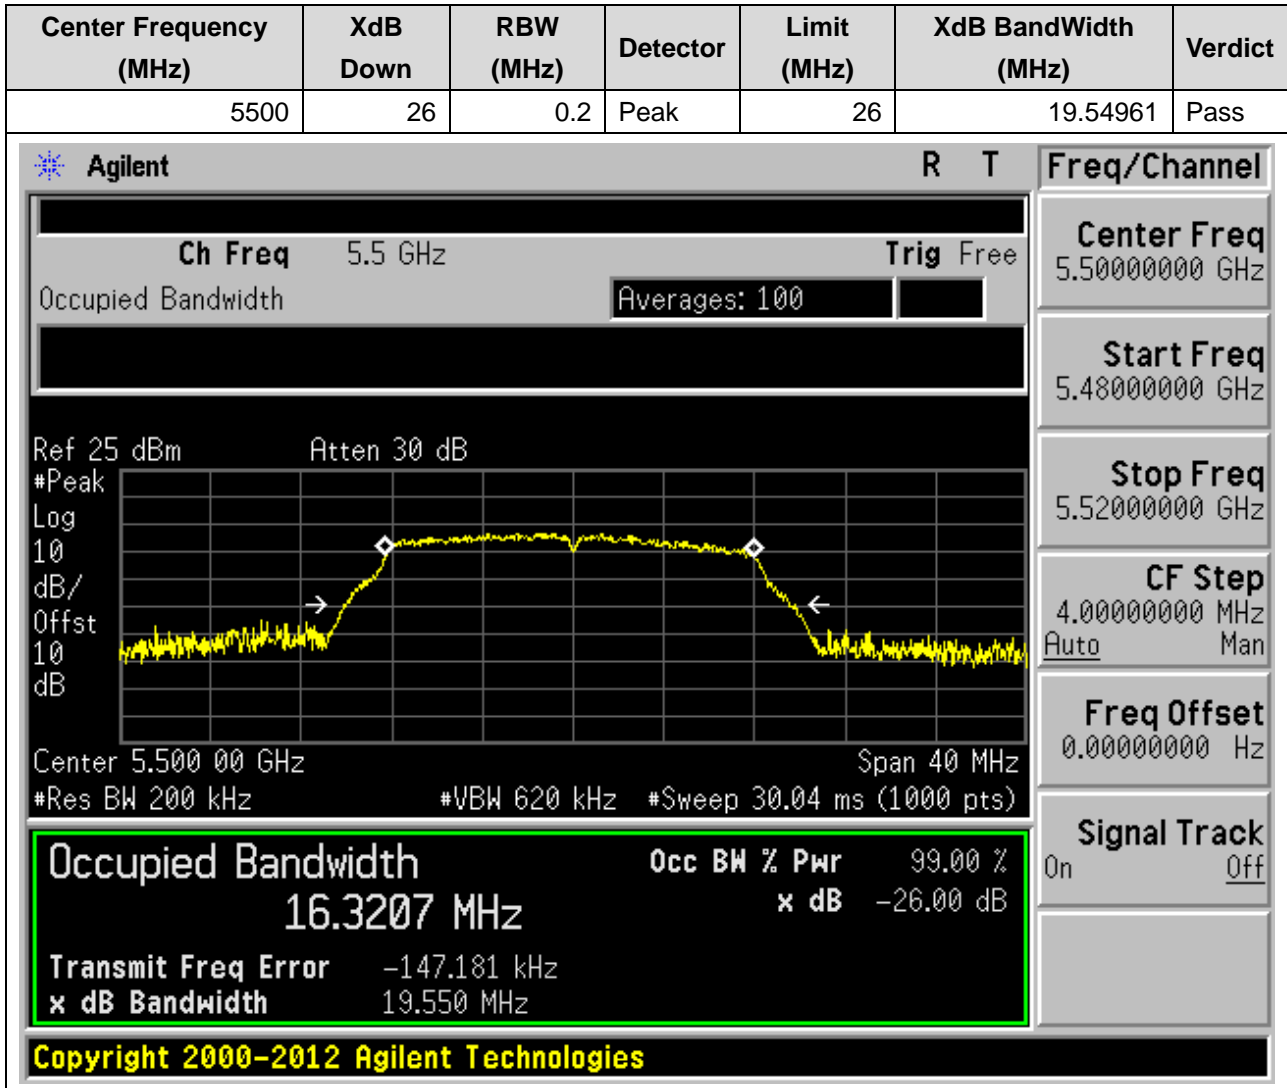 Center Frequency (MHz) XdB Down RBW (MHz) Detector Limit (MHz) XdB BandWidth (MHz) Verdict
5500 26 0.2 Peak 26 19.54961 Pass
Agilent R T Freq/Channel
Ch Freq 5.5 GHz Trig Free
Occupied Bandwidth Averages: 100
Ref 25 dBm Atten 30 dB
#Peak
Log
10
dB/
Offst
10
dB
Center 5.500 00 GHz Span 40 MHz
#Res BW 200 kHz #VBW 620 kHz #Sweep 30.04 ms (1000 pts)
Occupied Bandwidth Occ BW % Pwr 99.00 %
16.3207 MHz x dB -26.00 dB
Transmit Freq Error -147.181 kHz
x dB Bandwidth 19.550 MHz
Copyright 2000-2012 Agilent Technologies
Center Freq
5.50000000 GHz
Start Freq
5.48000000 GHz
Stop Freq
5.52000000 GHz
CF Step
4.00000000 MHz
Auto Man
Freq Offset
0.00000000 Hz
Signal Track
On Off